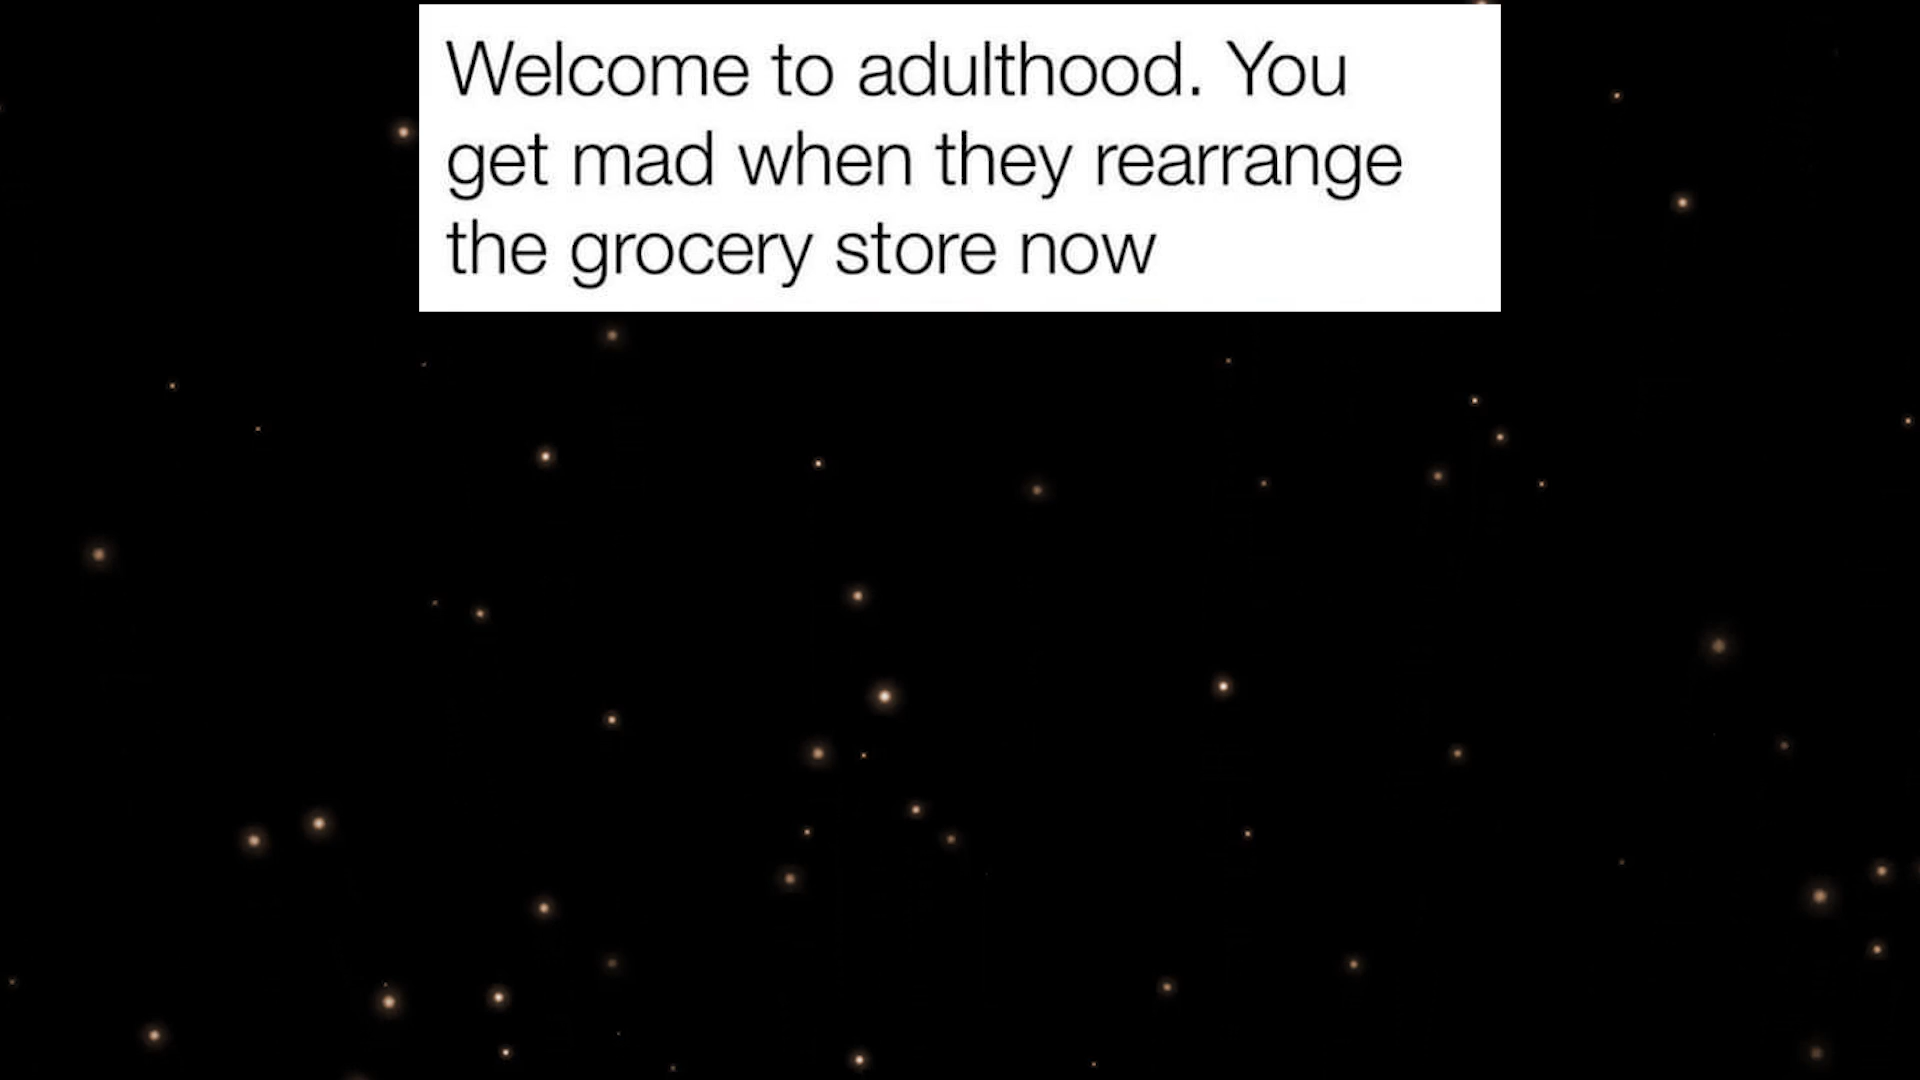 Welcome to adulthood. You
get mad when they rearrange
the grocery store now